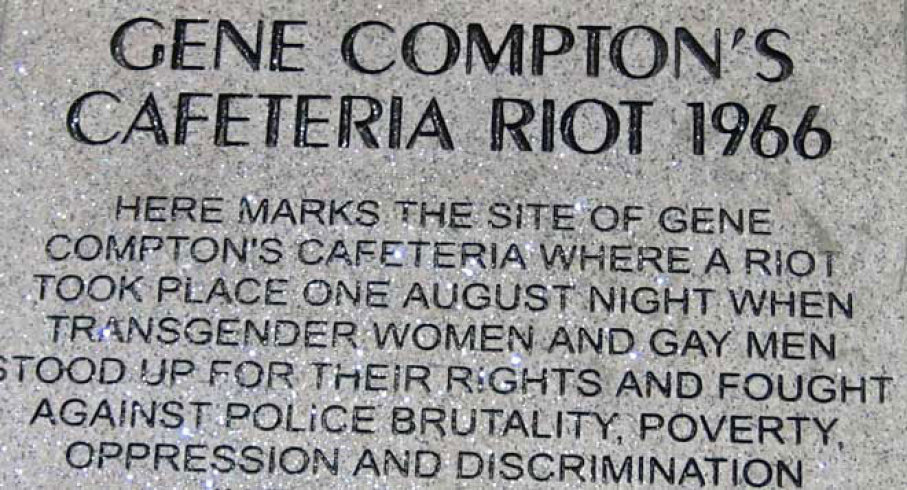 GENE COMPTON'S
CAFETERIA RIOT 1966
HERE MARKS THE SITE OF GENE
COMPTON'S CAFETERIA WHERE A RIOT
TOOK PLACE ONE AUGUST NIGHT WHEN
TRANSGENDER WOMEN AND GAY MEN
STOOD UP FOR THEIR RIGHTS AND FOUGHT
AGAINST POLICE BRUTALITY, POVERTY,
OPPRESSION AND DISCRIMINATION